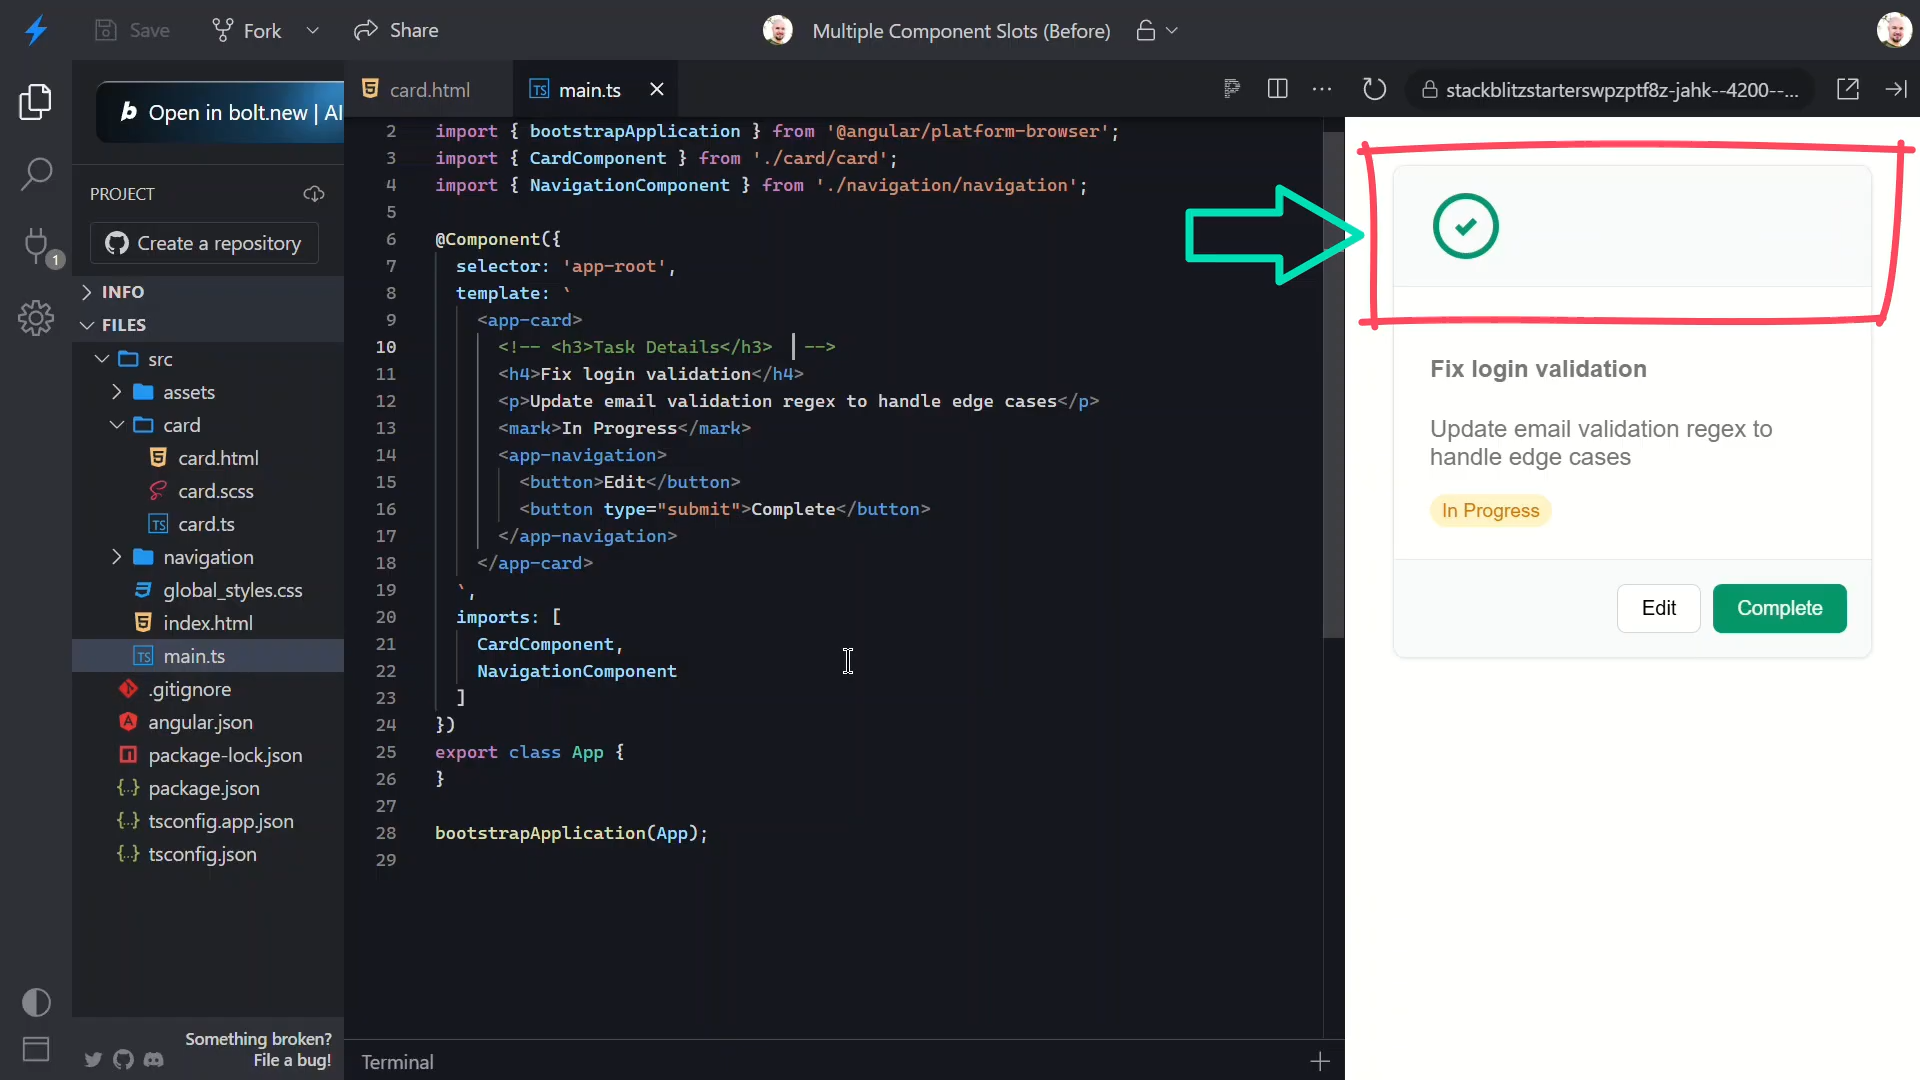 Save
Fork
Share
Multiple Component Slots (Before)
b Open in bolt.new | AI
card.html
main.ts
stackblitzstarterswpzptf8z-jahk--4200--...
PROJECT
Create a repository
1
INFO
FILES
src
assets
card
card.html
card.scss
TS card.ts
navigation
global_styles.css
index.html
TS main.ts
.gitignore
angular.json
package-lock.json
{..} package.json
{..} tsconfig.app.json
{..} tsconfig.json
Something broken?
File a bug!
2 import { bootstrapApplication } from '@angular/platform-browser';
3 import { CardComponent } from './card/card';
4 import { NavigationComponent } from './navigation/navigation';
5
6 @Component({
7 selector: 'app-root',
8 template: `
9 <app-card>
10 <!-- <h3>Task Details</h3> -->
11 <h4>Fix login validation</h4>
12 <p>Update email validation regex to handle edge cases</p>
13 <mark>In Progress</mark>
14 <app-navigation>
15 <button>Edit</button>
16 <button type="submit">Complete</button>
17 </app-navigation>
18 </app-card>
19 `,
20 imports: [
21 CardComponent,
22 NavigationComponent
23 ]
24 })
25 export class App {
26 }
27
28 bootstrapApplication(App);
29
Terminal
Fix login validation
Update email validation regex to
handle edge cases
In Progress
Edit
Complete